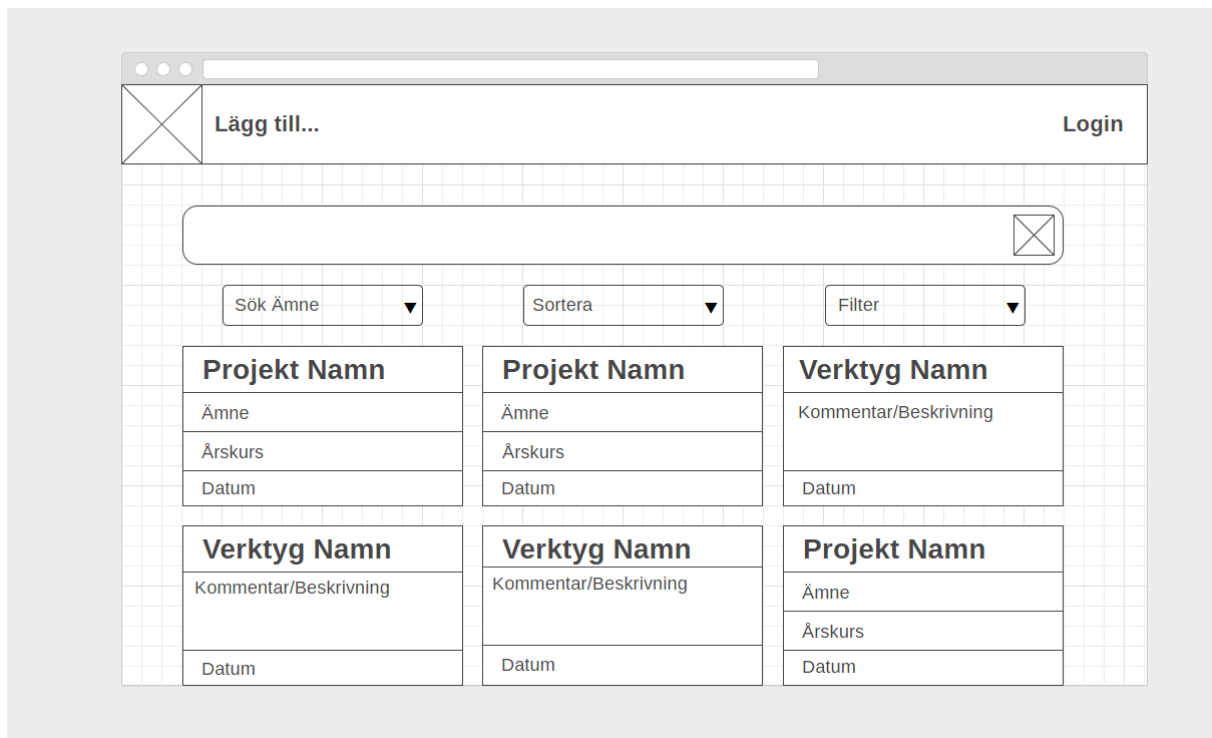 Lägg till...
Login
Sök Ämne
Sortera
Filter
Projekt Namn
Ämne
Årskurs
Datum
Projekt Namn
Ämne
Årskurs
Datum
Verktyg Namn
Kommentar/Beskrivning
Datum
Verktyg Namn
Kommentar/Beskrivning
Datum
Verktyg Namn
Kommentar/Beskrivning
Datum
Projekt Namn
Ämne
Årskurs
Datum